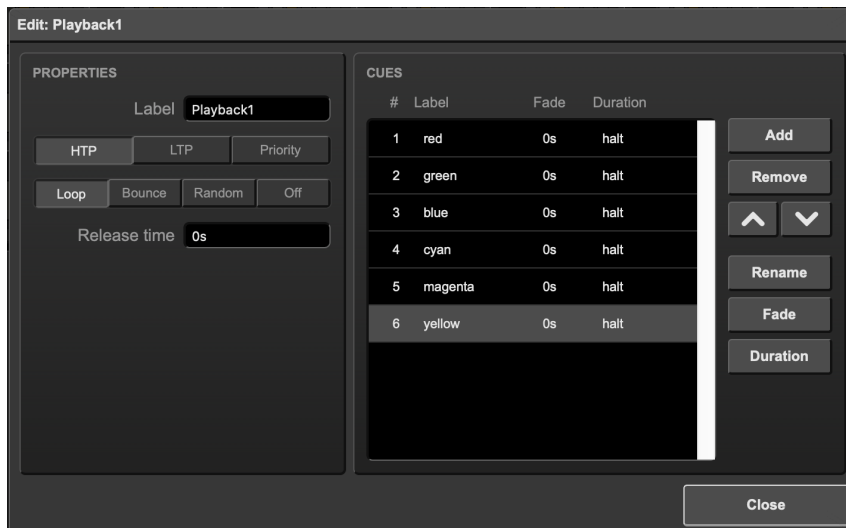 Edit: Playback1
PROPERTIES
Label Playback1
HTP LTP Priority
Loop Bounce Random Off
Release time 0s
CUES
# Label Fade Duration
1 red 0s halt
2 green 0s halt
3 blue 0s halt
4 cyan 0s halt
5 magenta 0s halt
6 yellow 0s halt
Add
Remove
Rename
Fade
Duration
Close